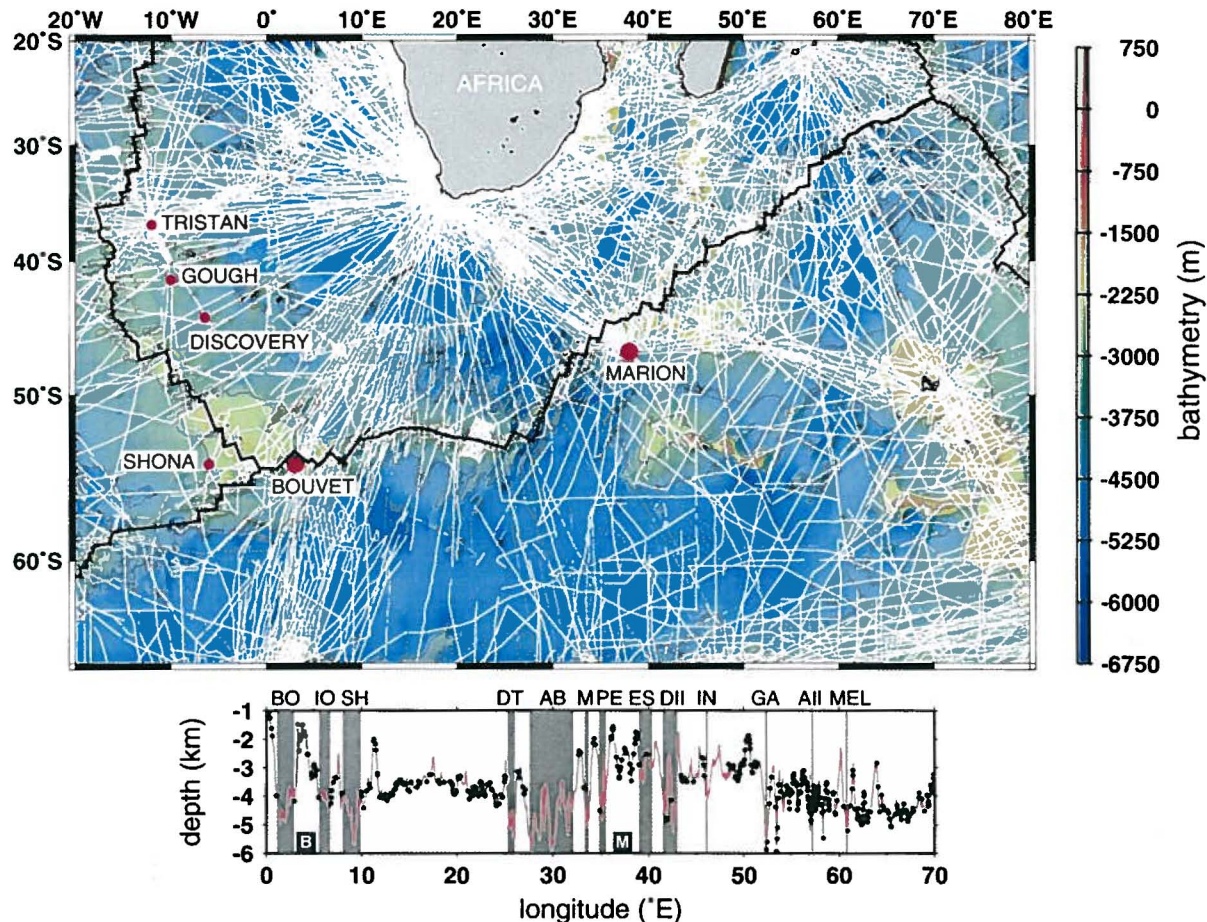 20°W 10°W 0° 10°E 20°E 30°E 40°E 50°E 60°E 70°E 80°E
20°S
30°S
40°S
50°S
60°S
AFRICA
TRISTAN
GOUGH
DISCOVERY
MARION
SHONA
BOUVET
750
0
-750
-1500
-2250
-3000
-3750
-4500
-5250
-6000
-6750
bathymetry (m)
BO IO SH DT AB M PE ES DII IN GA AII MEL
-1
-2
-3
-4
-5
-6
depth (km)
B M
0 10 20 30 40 50 60 70
longitude (°E)